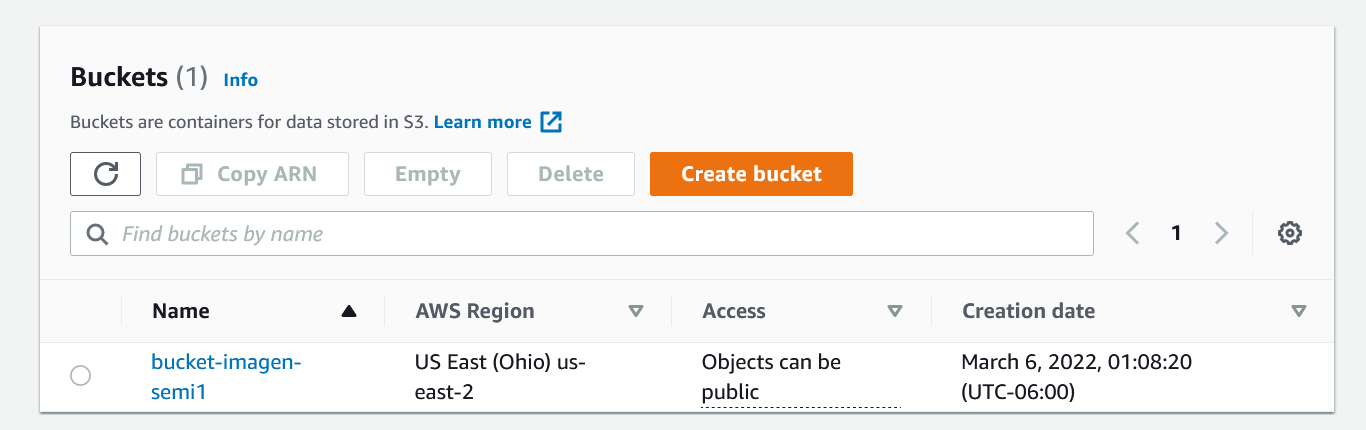 Buckets (1) Info
Buckets are containers for data stored in S3. Learn more
Copy ARN Empty Delete Create bucket
Find buckets by name 1
Name AWS Region Access Creation date
bucket-imagen- US East (Ohio) us- Objects can be March 6, 2022, 01:08:20
semi1 east-2 public (UTC-06:00)